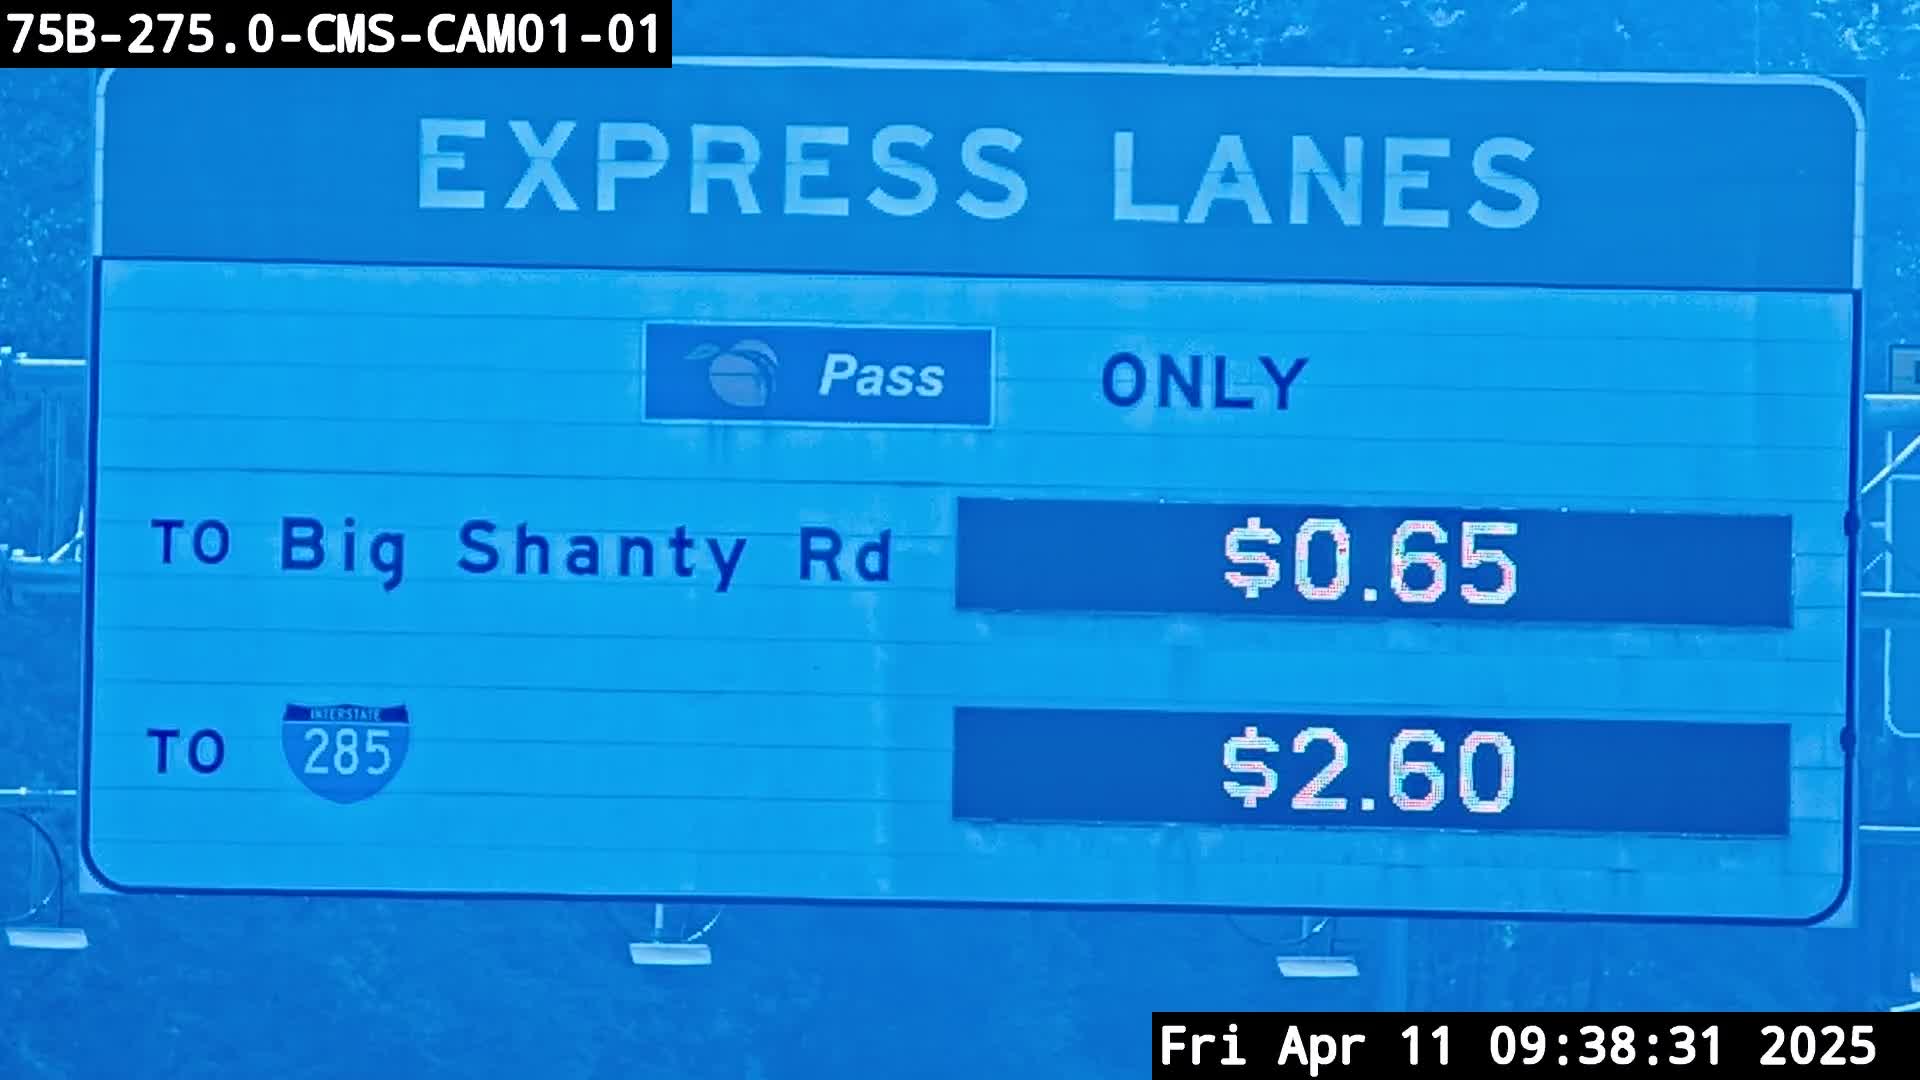 75B-275.0-CMS-CAM01-01
EXPRESS LANES
Pass ONLY
TO Big Shanty Rd $0.65
TO INTERSTATE 285 $2.60
Fri Apr 11 09:38:31 2025